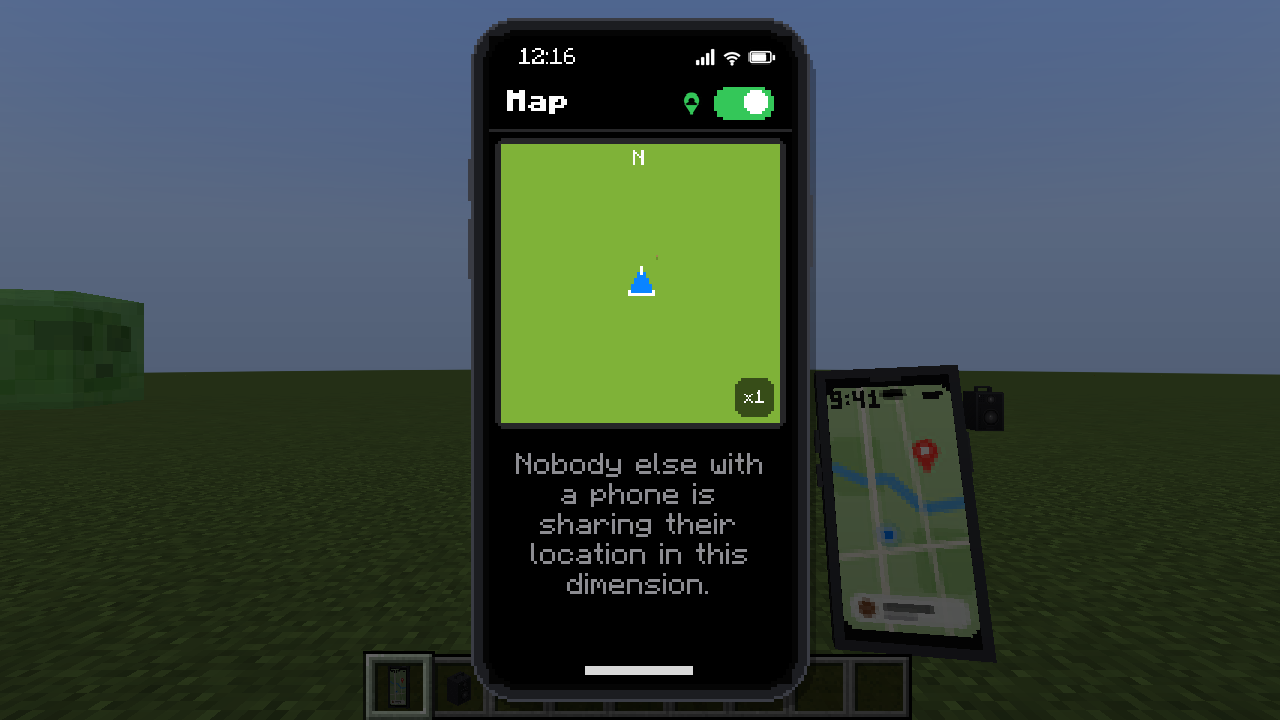 12:16
Map
N
x1
Nobody else with
a phone is
sharing their
location in this
dimension.
9:41